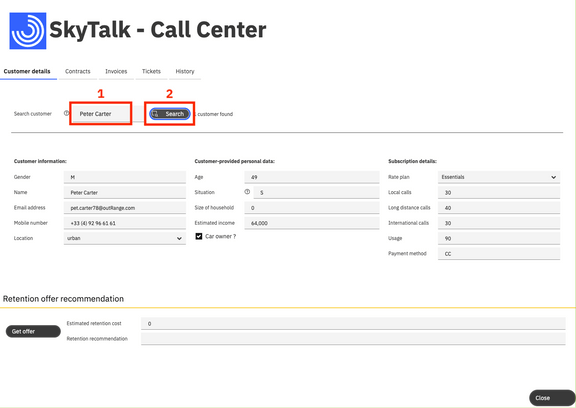 SkyTalk - Call Center
Customer details Contracts Invoices Tickets History
1 2
Search customer Peter Carter Search customer found
Customer information: Customer-provided personal data: Subscription details:
Gender M Age 49 Rate plan Essentials
Name Peter Carter Situation S Local calls 30
Email address pet.carter78@outRange.com Size of household 0 Long distance calls 40
Mobile number +33 (4) 92 96 61 61 Estimated income 64,000 International calls 30
Location urban Car owner ? Usage 90
Payment method CC
Retention offer recommendation
Get offer Estimated retention cost 0
Retention recommendation
Close